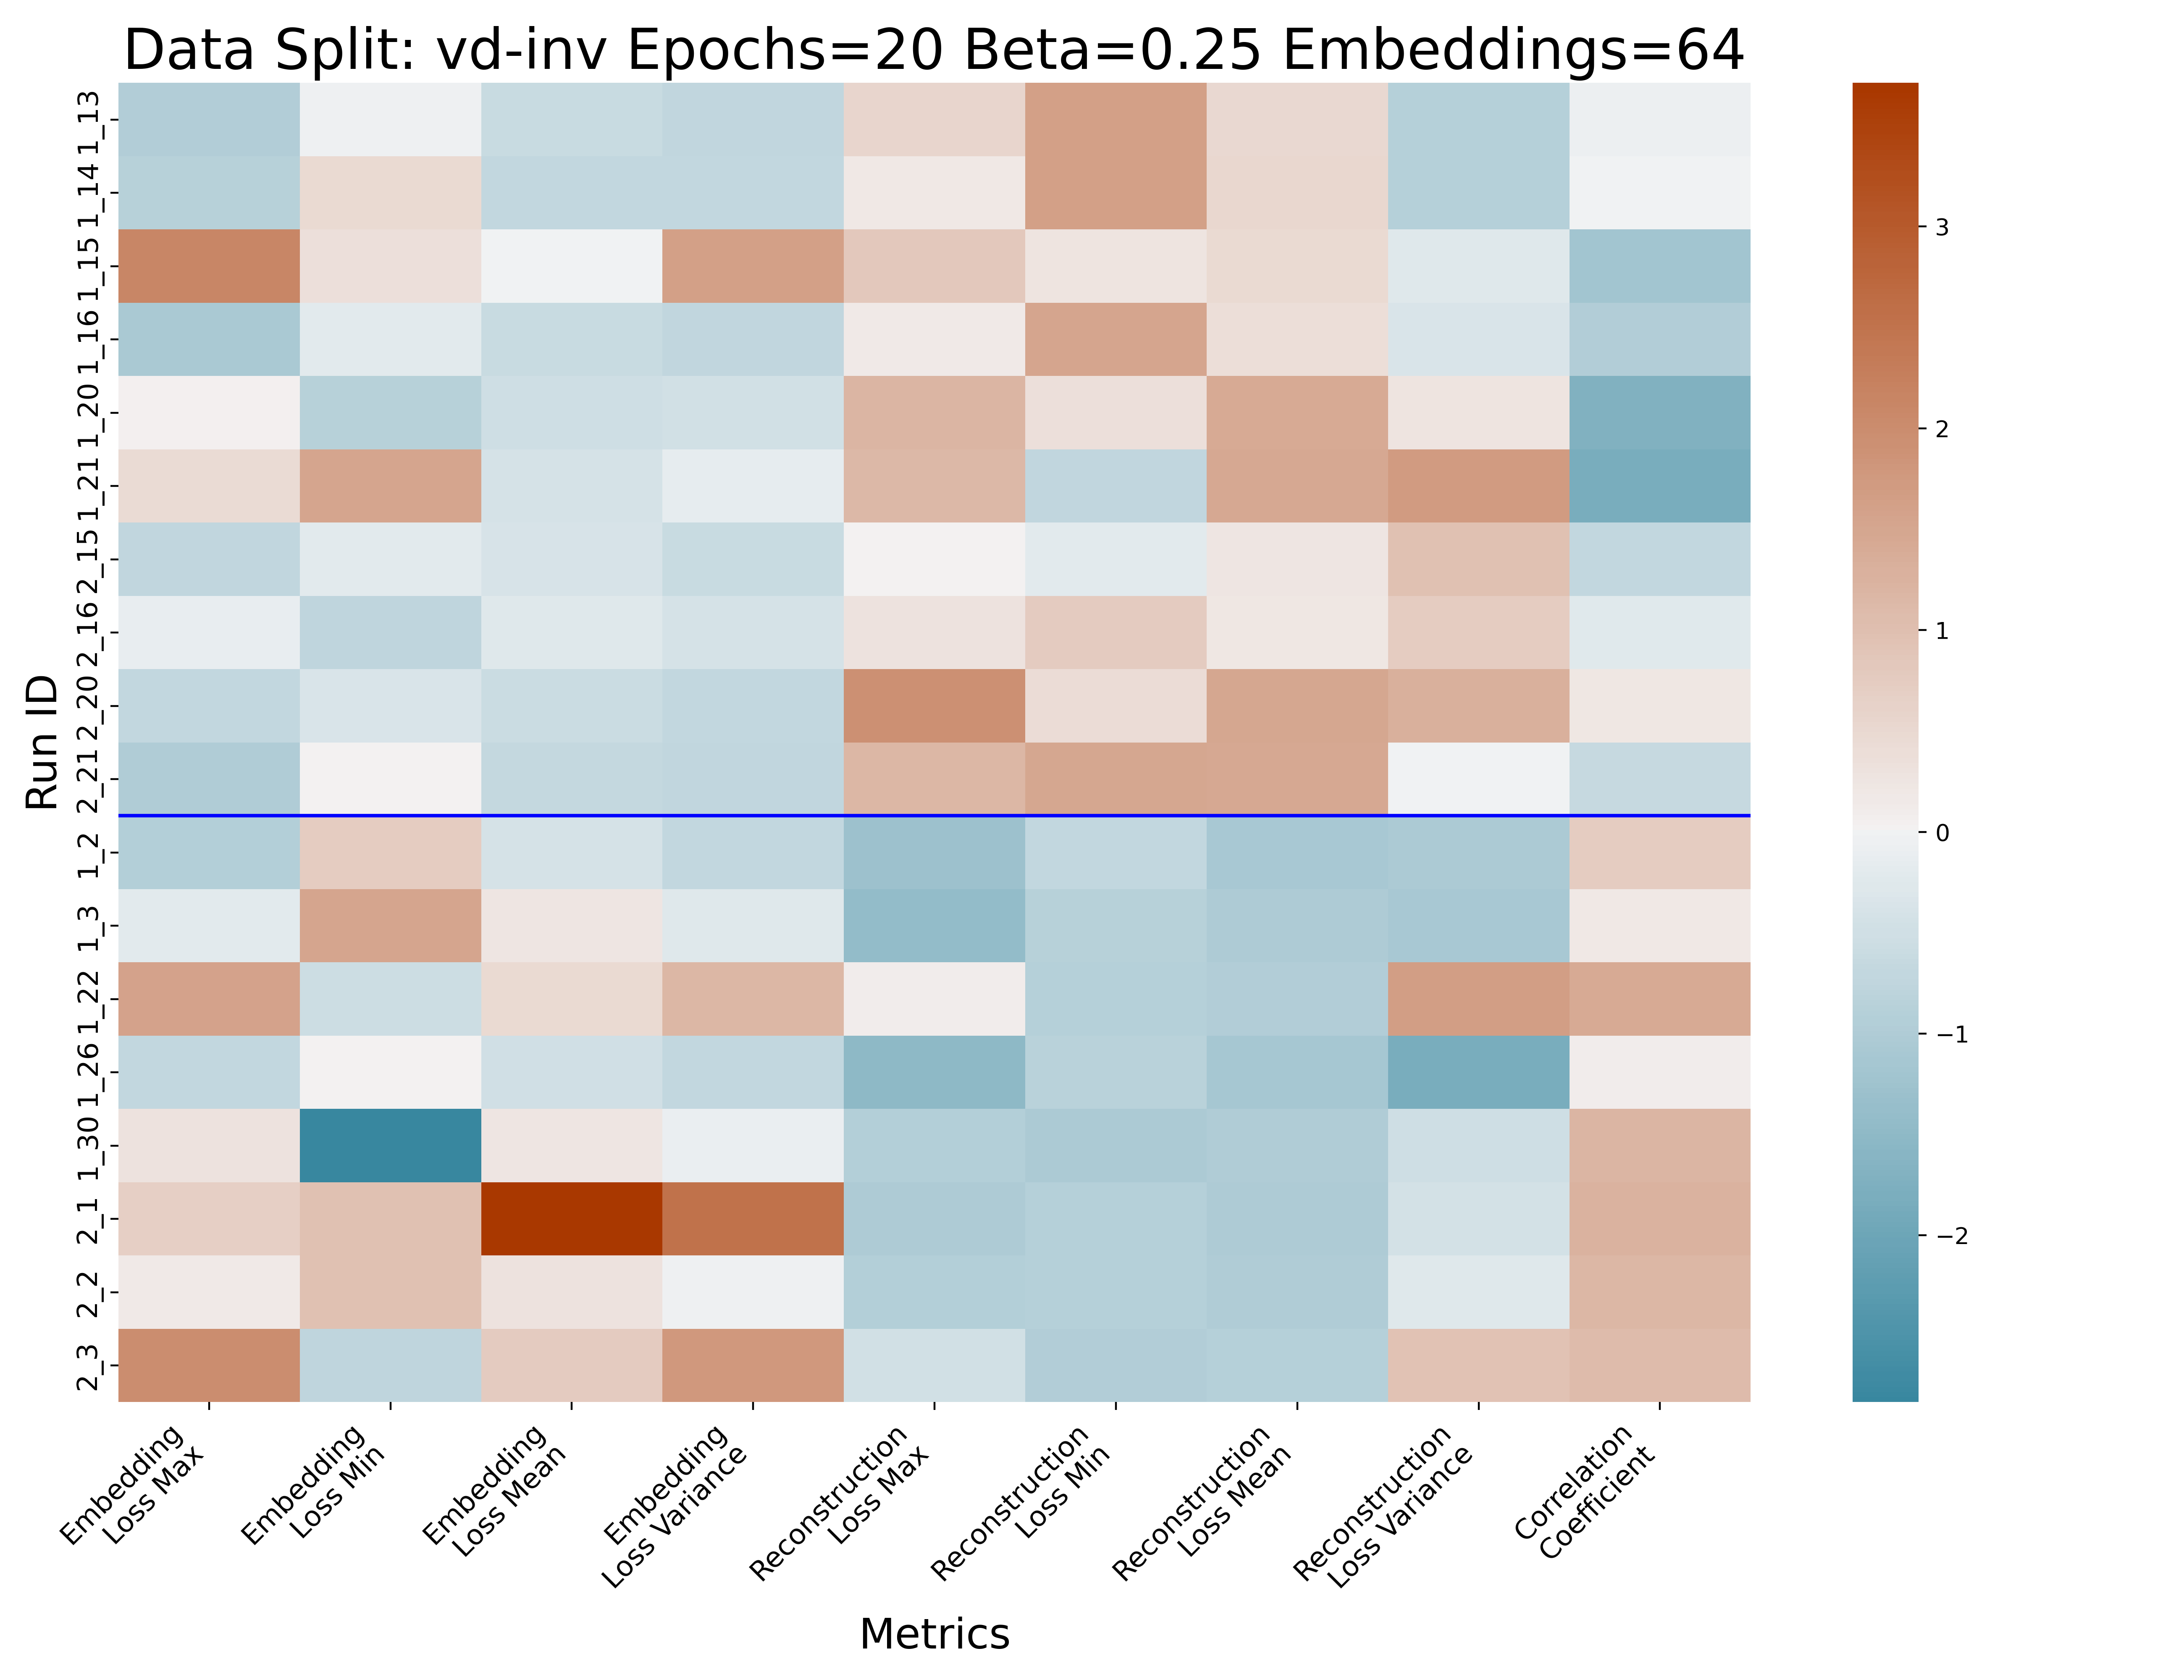 Data Split: vd-inv Epochs=20 Beta=0.25 Embeddings=64
Run ID
1_13
1_14
1_15
1_16
1_20
1_21
2_15
2_16
2_20
2_21
1_2
1_3
1_22
1_26
1_30
2_1
2_2
2_3
3
2
1
0
−1
−2
Embedding
Loss Max
Embedding
Loss Min
Embedding
Loss Mean
Embedding
Loss Variance
Reconstruction
Loss Max
Reconstruction
Loss Min
Reconstruction
Loss Mean
Reconstruction
Loss Variance
Correlation
Coefficient
Metrics